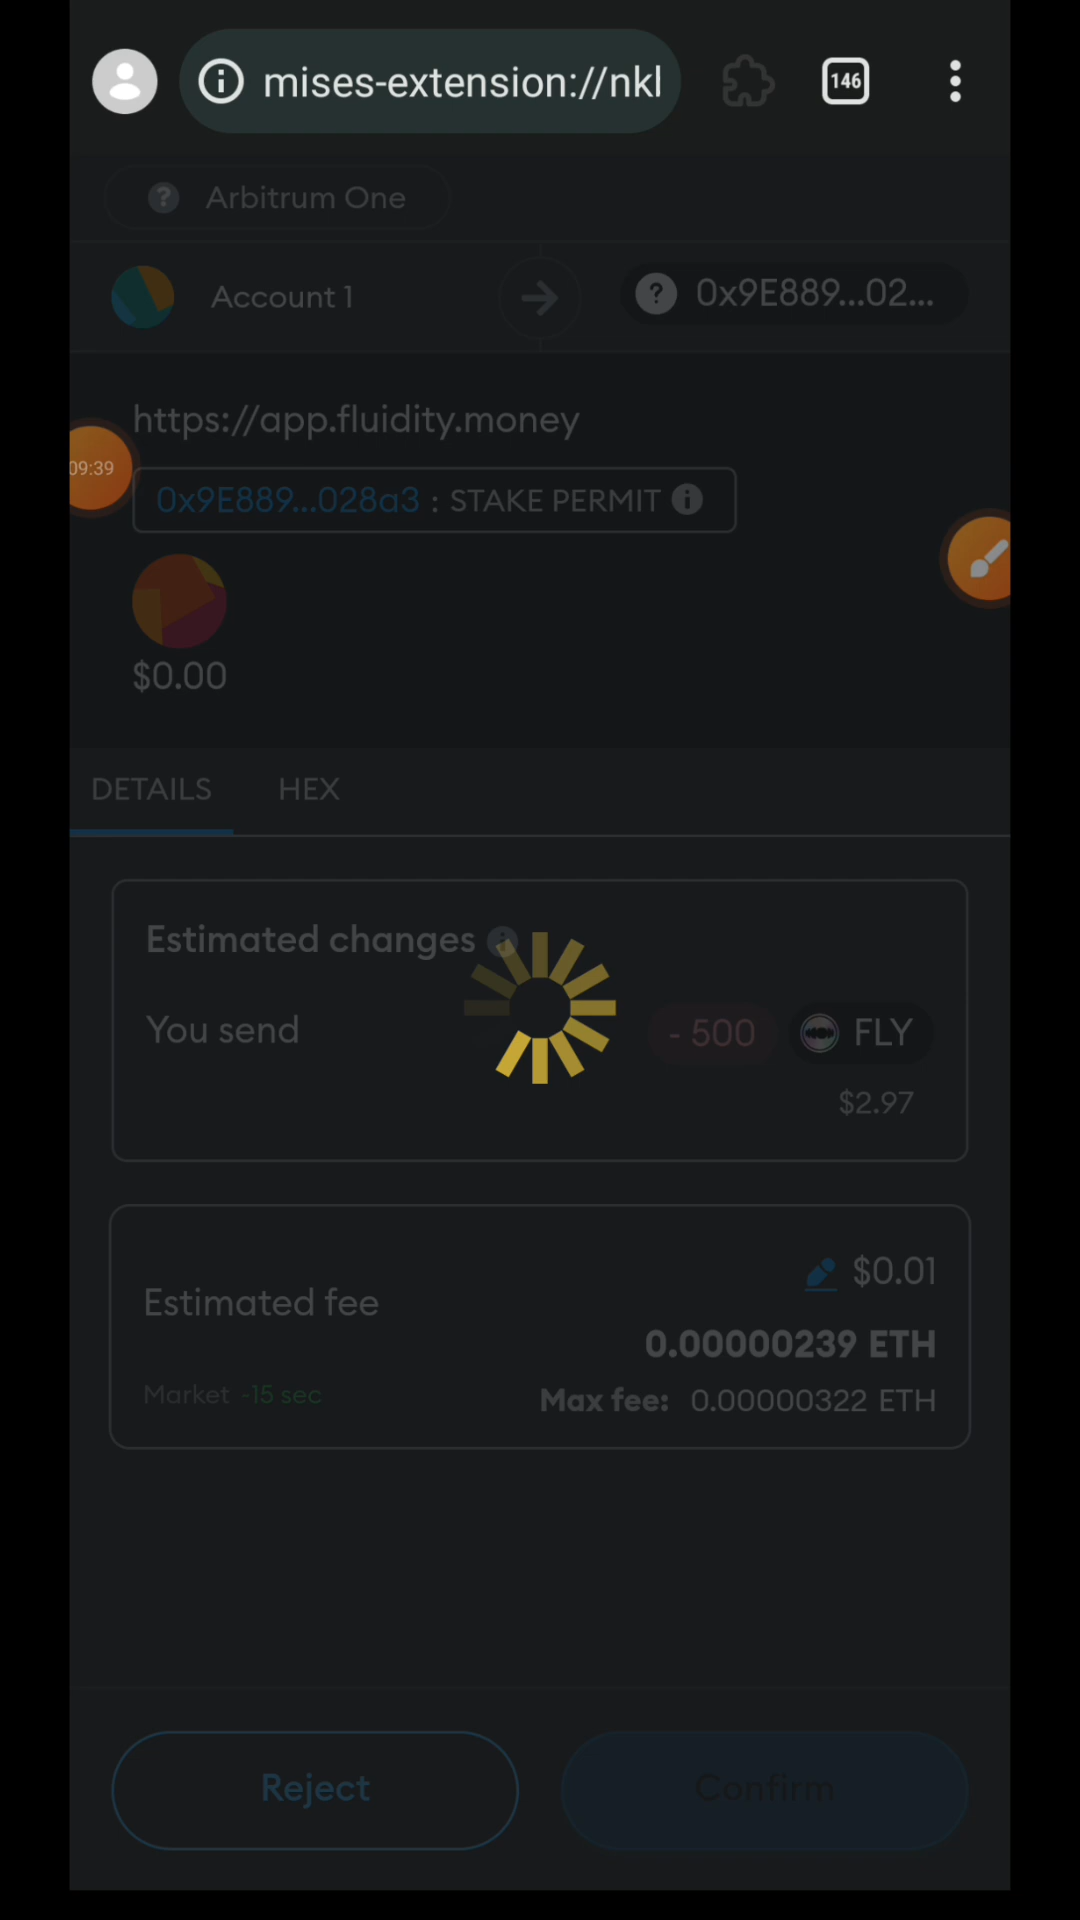 mises-extension://nkl
146
? Arbitrum One
Account 1
? 0x9E889...02...
https://app.fluidity.money
09:39
0x9E889...028a3 : STAKE PERMIT
$0.00
DETAILS HEX
Estimated changes
You send - 500 FLY
$2.97
$0.01
Estimated fee
0.00000239 ETH
Market ~15 sec
Max fee: 0.00000322 ETH
Reject Confirm